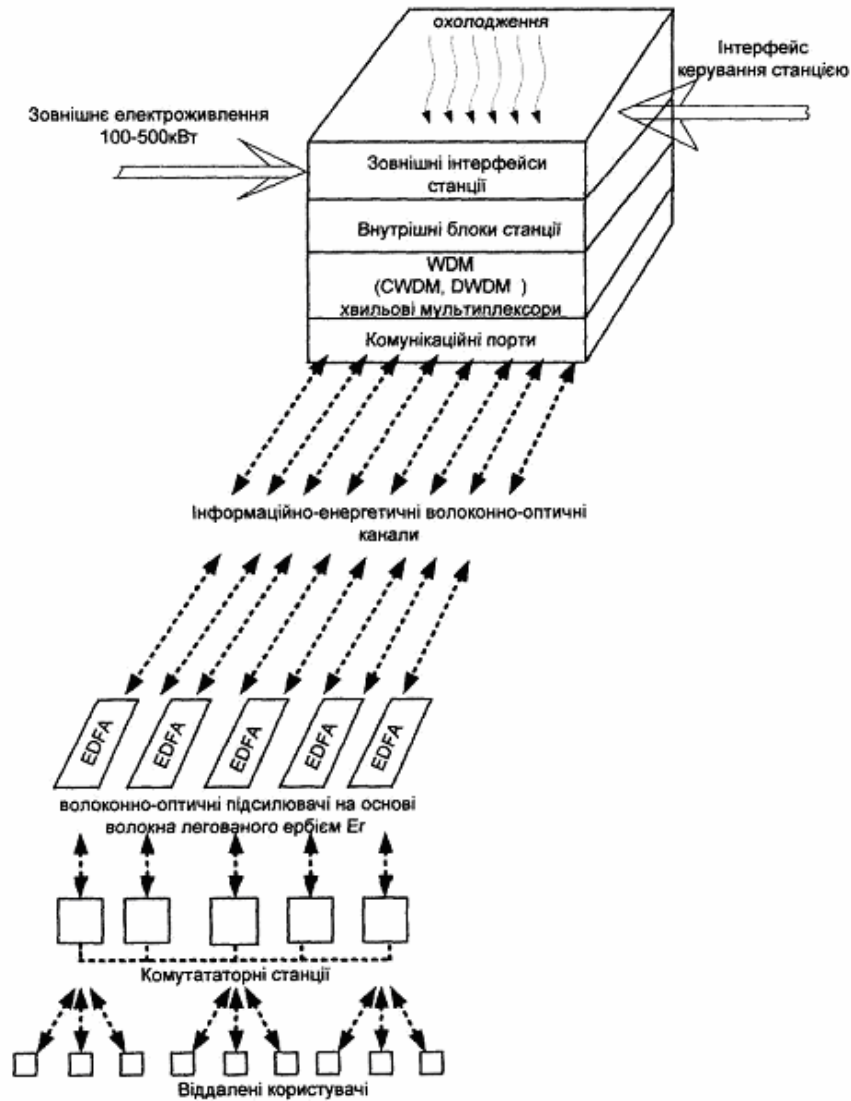 охолодження
Інтерфейс
керування станцією
Зовнішнє електроживлення
100-500кВт
Зовнішні інтерфейси
станції
Внутрішні блоки станції
WDM
(CWDM, DWDM )
хвильові мультиплексори
Комунікаційні порти
Інформаційно-енергетичні волоконно-оптичні
канали
EDFA EDFA EDFA EDFA EDFA
волоконно-оптичні підсилювачі на основі
волокна легованого ербієм Er
Комутататорні станції
Віддалені користувачі